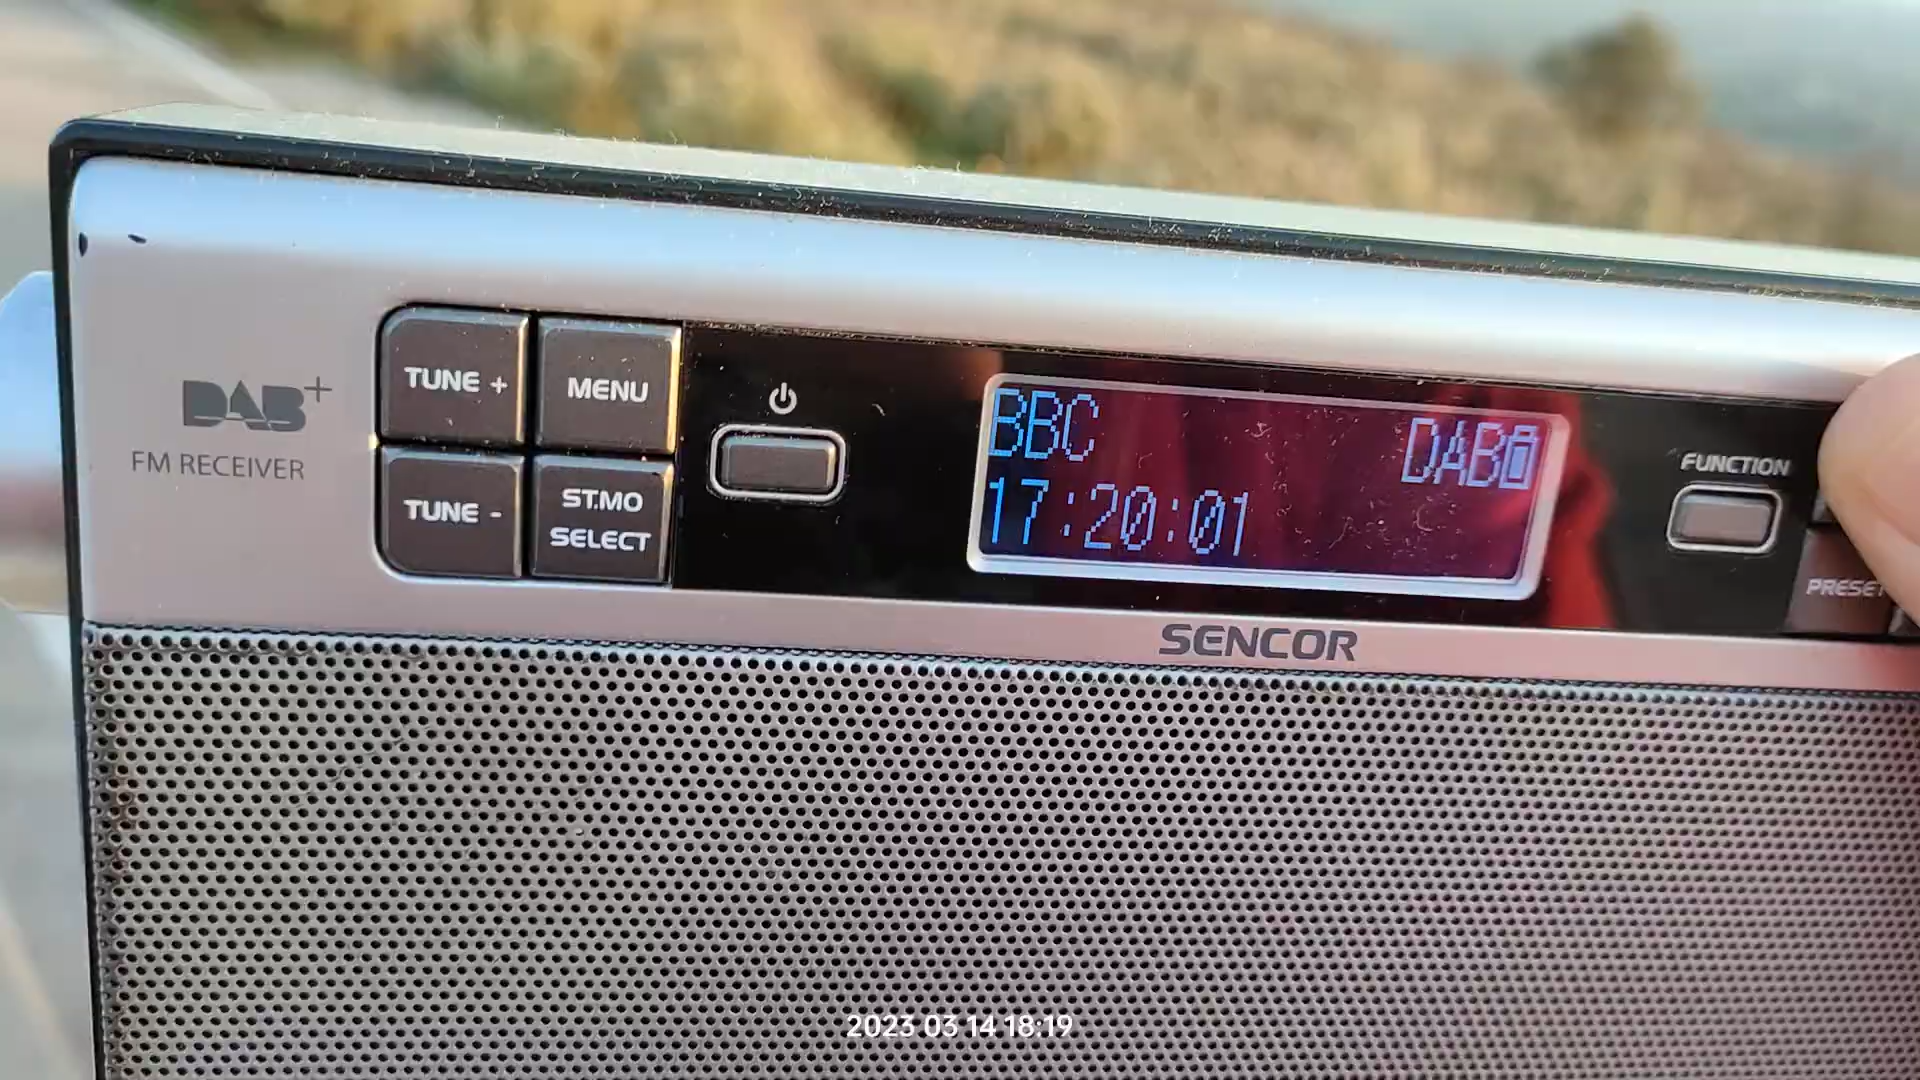 DAB+
FM RECEIVER
TUNE +
MENU
TUNE -
ST.MO
SELECT
BBC
DAB
17:20:01
FUNCTION
PRESET
SENCOR
2023 03 14 18:19